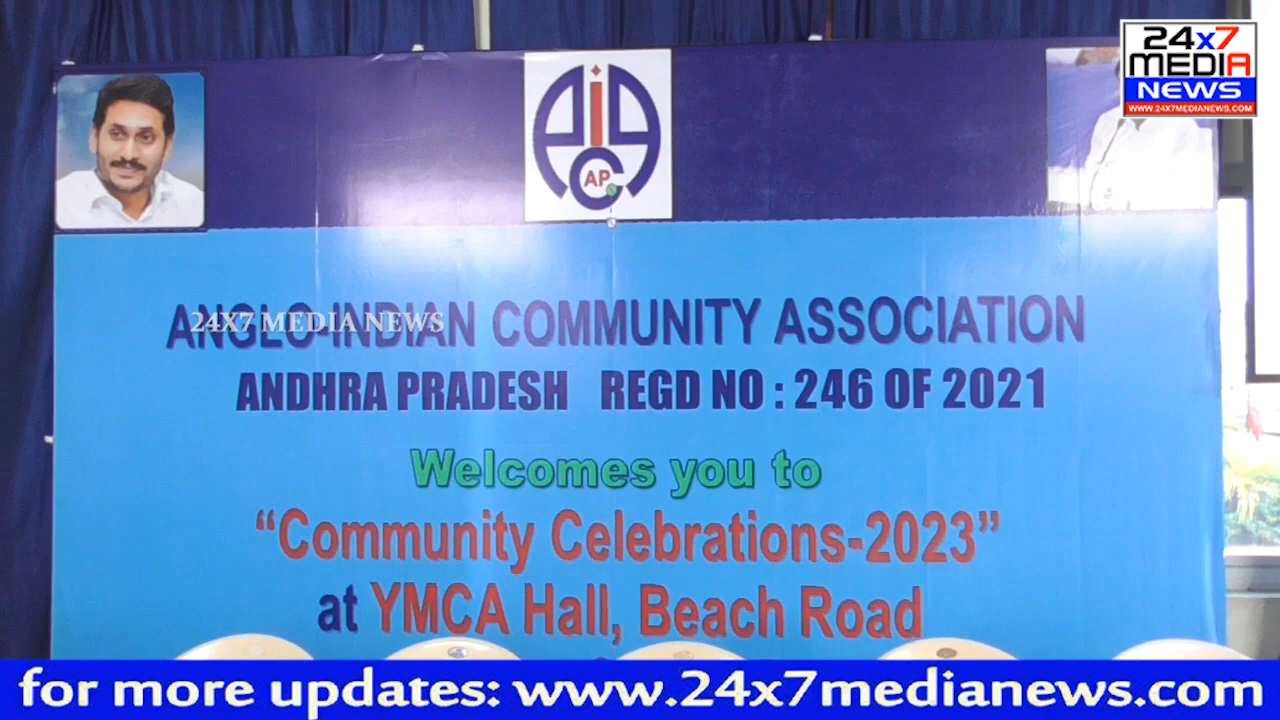 24x7
MEDIA
NEWS
WWW.24X7MEDIANEWS.COM
AP
ANGLO-INDIAN COMMUNITY ASSOCIATION
24X7 MEDIA NEWS
ANDHRA PRADESH REGD NO : 246 OF 2021
Welcomes you to
“Community Celebrations-2023”
at YMCA Hall, Beach Road
for more updates: www.24x7medianews.com